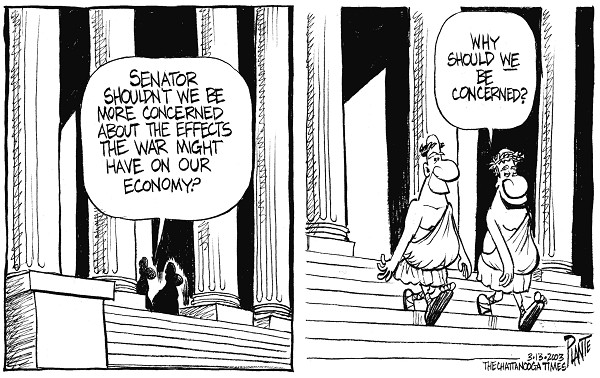 SENATOR
SHOULDN'T WE BE
MORE CONCERNED
ABOUT THE EFFECTS
THE WAR MIGHT
HAVE ON OUR
ECONOMY?
WHY
SHOULD WE
BE
CONCERNED?
3-13-2003
THE CHATTANOOGA TIMES
PLANTE